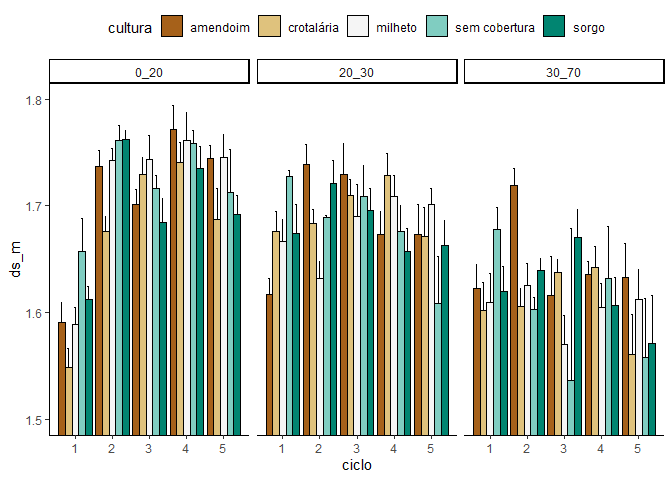 cultura amendoim crotalária milheto sem cobertura sorgo
0_20 20_30 30_70
1.8
1.7
1.6
1.5
ds_m
1 2 3 4 5 1 2 3 4 5 1 2 3 4 5
ciclo